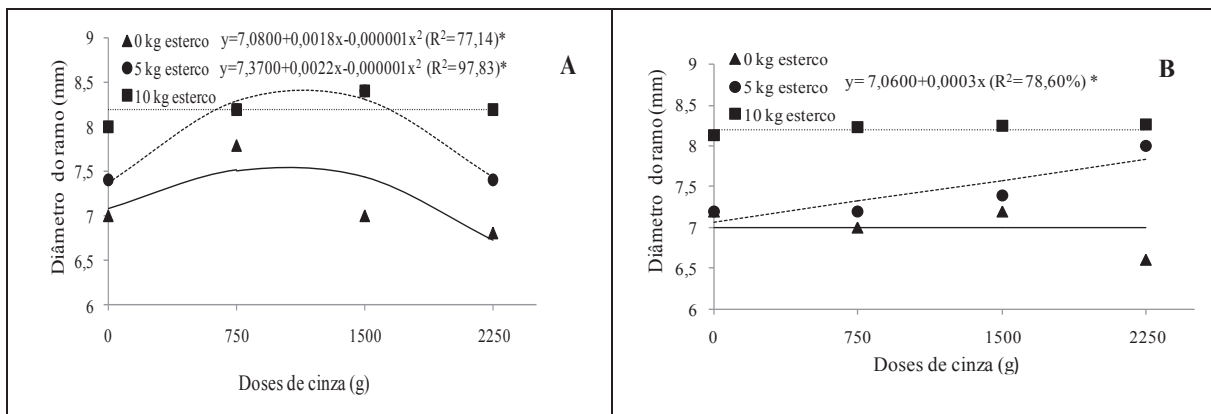 A
0 kg esterco y=7,0800+0,0018x-0,000001x² (R²=77,14)*
5 kg esterco y=7,3700+0,0022x-0,000001x² (R²=97,83)*
10 kg esterco
Diâmetro do ramo (mm)
9
8,5
8
7,5
7
6,5
6
0 750 1500 2250
Doses de cinza (g)
B
0 kg esterco
5 kg esterco y= 7,0600+0,0003x (R²=78,60%) *
10 kg esterco
Diâmetro do ramo (mm)
9
8,5
8
7,5
7
6,5
6
0 750 1500 2250
Doses de cinza (g)